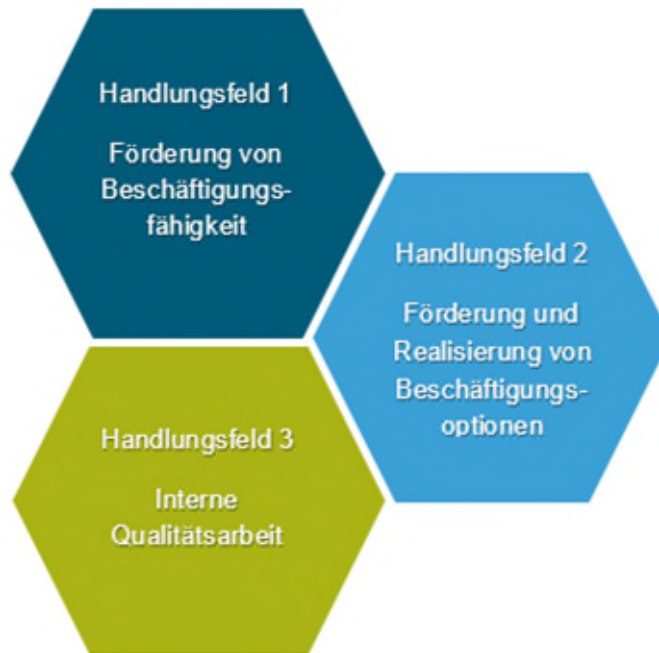 Handlungsfeld 1
Förderung von
Beschäftigungs-
fähigkeit
Handlungsfeld 2
Förderung und
Realisierung von
Beschäftigungs-
optionen
Handlungsfeld 3
Interne
Qualitätsarbeit